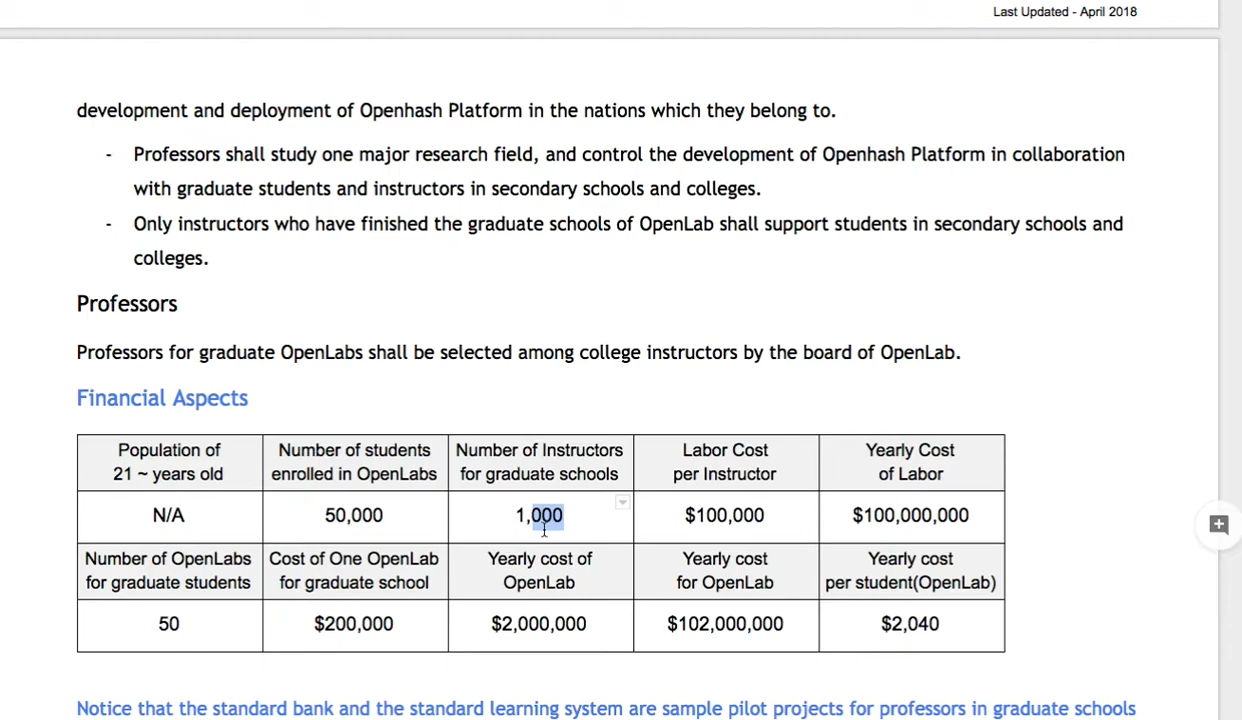 Last Updated - April 2018
development and deployment of Openhash Platform in the nations which they belong to.
- Professors shall study one major research field, and control the development of Openhash Platform in collaboration
with graduate students and instructors in secondary schools and colleges.
- Only instructors who have finished the graduate schools of OpenLab shall support students in secondary schools and
colleges.
Professors
Professors for graduate OpenLabs shall be selected among college instructors by the board of OpenLab.
Financial Aspects
Population of Number of students Number of Instructors Labor Cost Yearly Cost
21 ~ years old enrolled in OpenLabs for graduate schools per Instructor of Labor
N/A 50,000 1,000 $100,000 $100,000,000
Number of OpenLabs Cost of One OpenLab Yearly cost of Yearly cost Yearly cost
for graduate students for graduate school OpenLab for OpenLab per student(OpenLab)
50 $200,000 $2,000,000 $102,000,000 $2,040
Notice that the standard bank and the standard learning system are sample pilot projects for professors in graduate schools